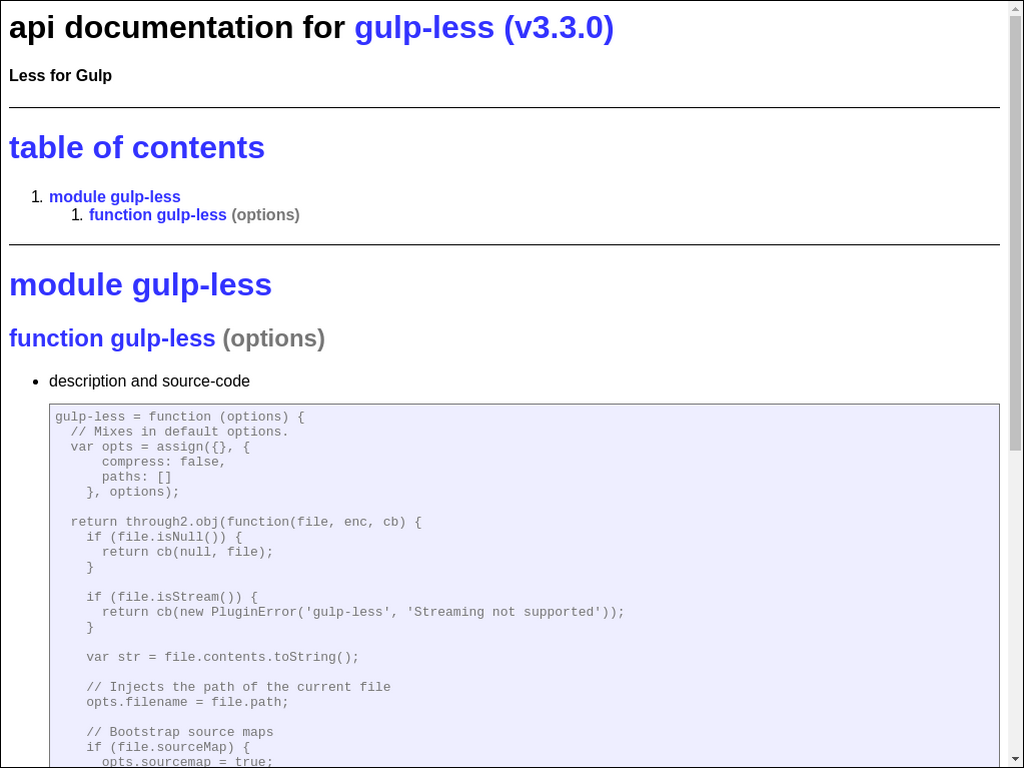 api documentation for gulp-less (v3.3.0)
Less for Gulp
table of contents
1. module gulp-less
1. function gulp-less (options)
module gulp-less
function gulp-less (options)
• description and source-code
gulp-less = function (options) {
  // Mixes in default options.
  var opts = assign({}, {
      compress: false,
      paths: []
    }, options);
  return through2.obj(function(file, enc, cb) {
    if (file.isNull()) {
      return cb(null, file);
    }
    if (file.isStream()) {
      return cb(new PluginError('gulp-less', 'Streaming not supported'));
    }
    var str = file.contents.toString();
    // Injects the path of the current file
    opts.filename = file.path;
    // Bootstrap source maps
    if (file.sourceMap) {
      opts.sourcemap = true;